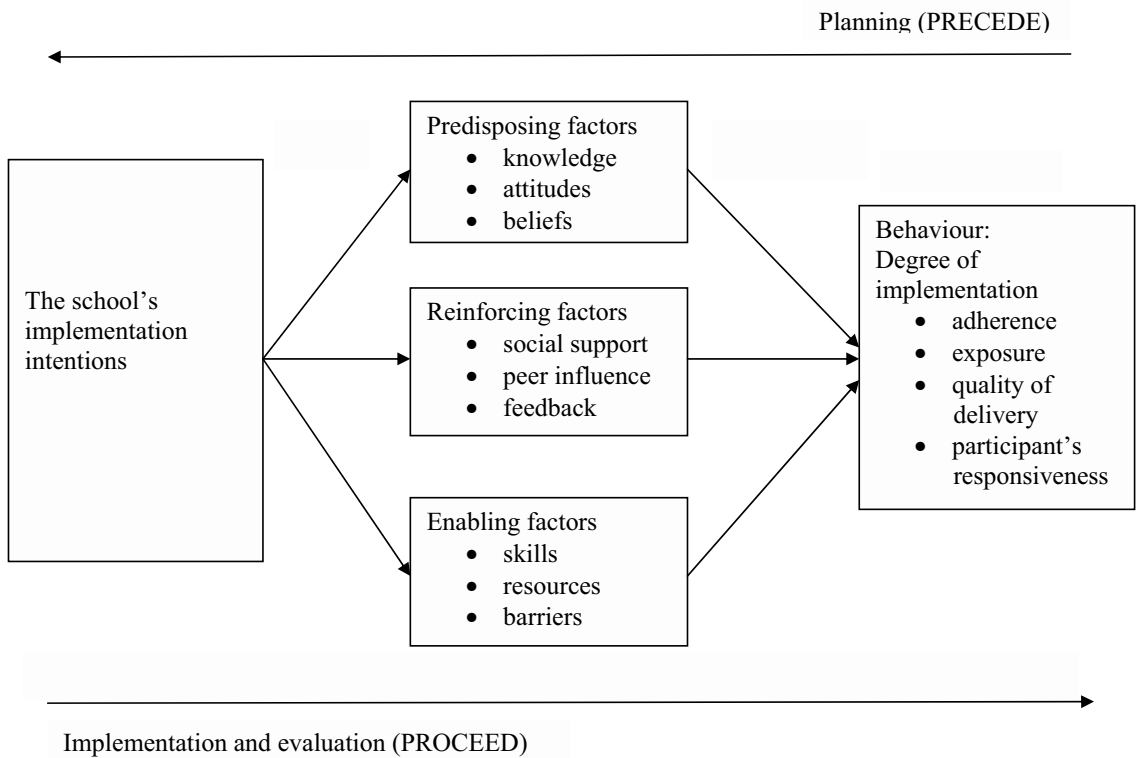 Planning (PRECEDE)
Predisposing factors
• knowledge
• attitudes
• beliefs
The school’s
implementation
intentions
Reinforcing factors
• social support
• peer influence
• feedback
Enabling factors
• skills
• resources
• barriers
Behaviour:
Degree of
implementation
• adherence
• exposure
• quality of
delivery
• participant’s
responsiveness
Implementation and evaluation (PROCEED)